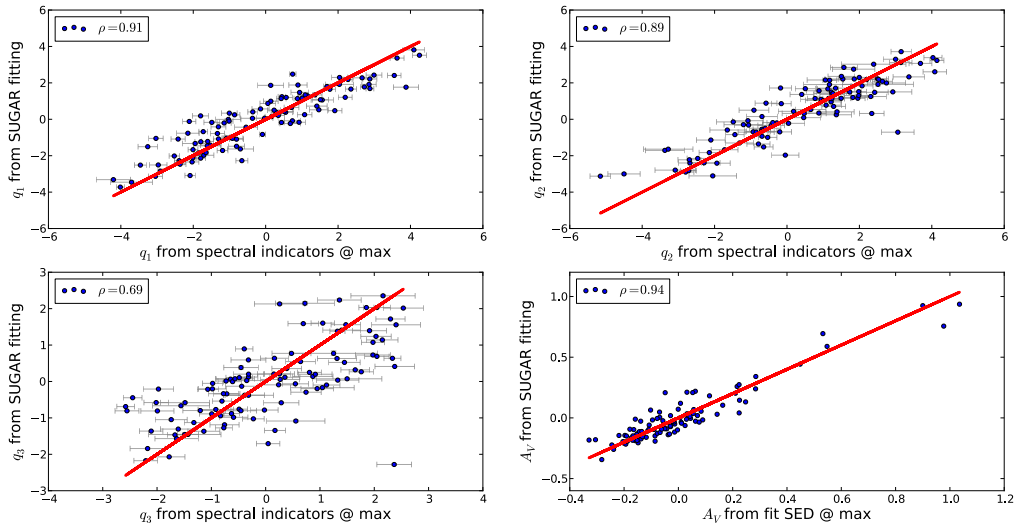 ρ=0.91
6
4
2
0
−2
−4
−6
−6 −4 −2 0 2 4 6
q1 from SUGAR fitting
q1 from spectral indicators @ max
ρ=0.89
6
4
2
0
−2
−4
−6
−6 −4 −2 0 2 4 6
q2 from SUGAR fitting
q2 from spectral indicators @ max
ρ=0.69
3
2
1
0
−1
−2
−3
−3 −2 −1 0 1 2 3 4
q3 from SUGAR fitting
q3 from spectral indicators @ max
ρ=0.94
1.0
0.5
0.0
−0.5
−0.4 −0.2 0.0 0.2 0.4 0.6 0.8 1.0 1.2
AV from SUGAR fitting
AV from fit SED @ max